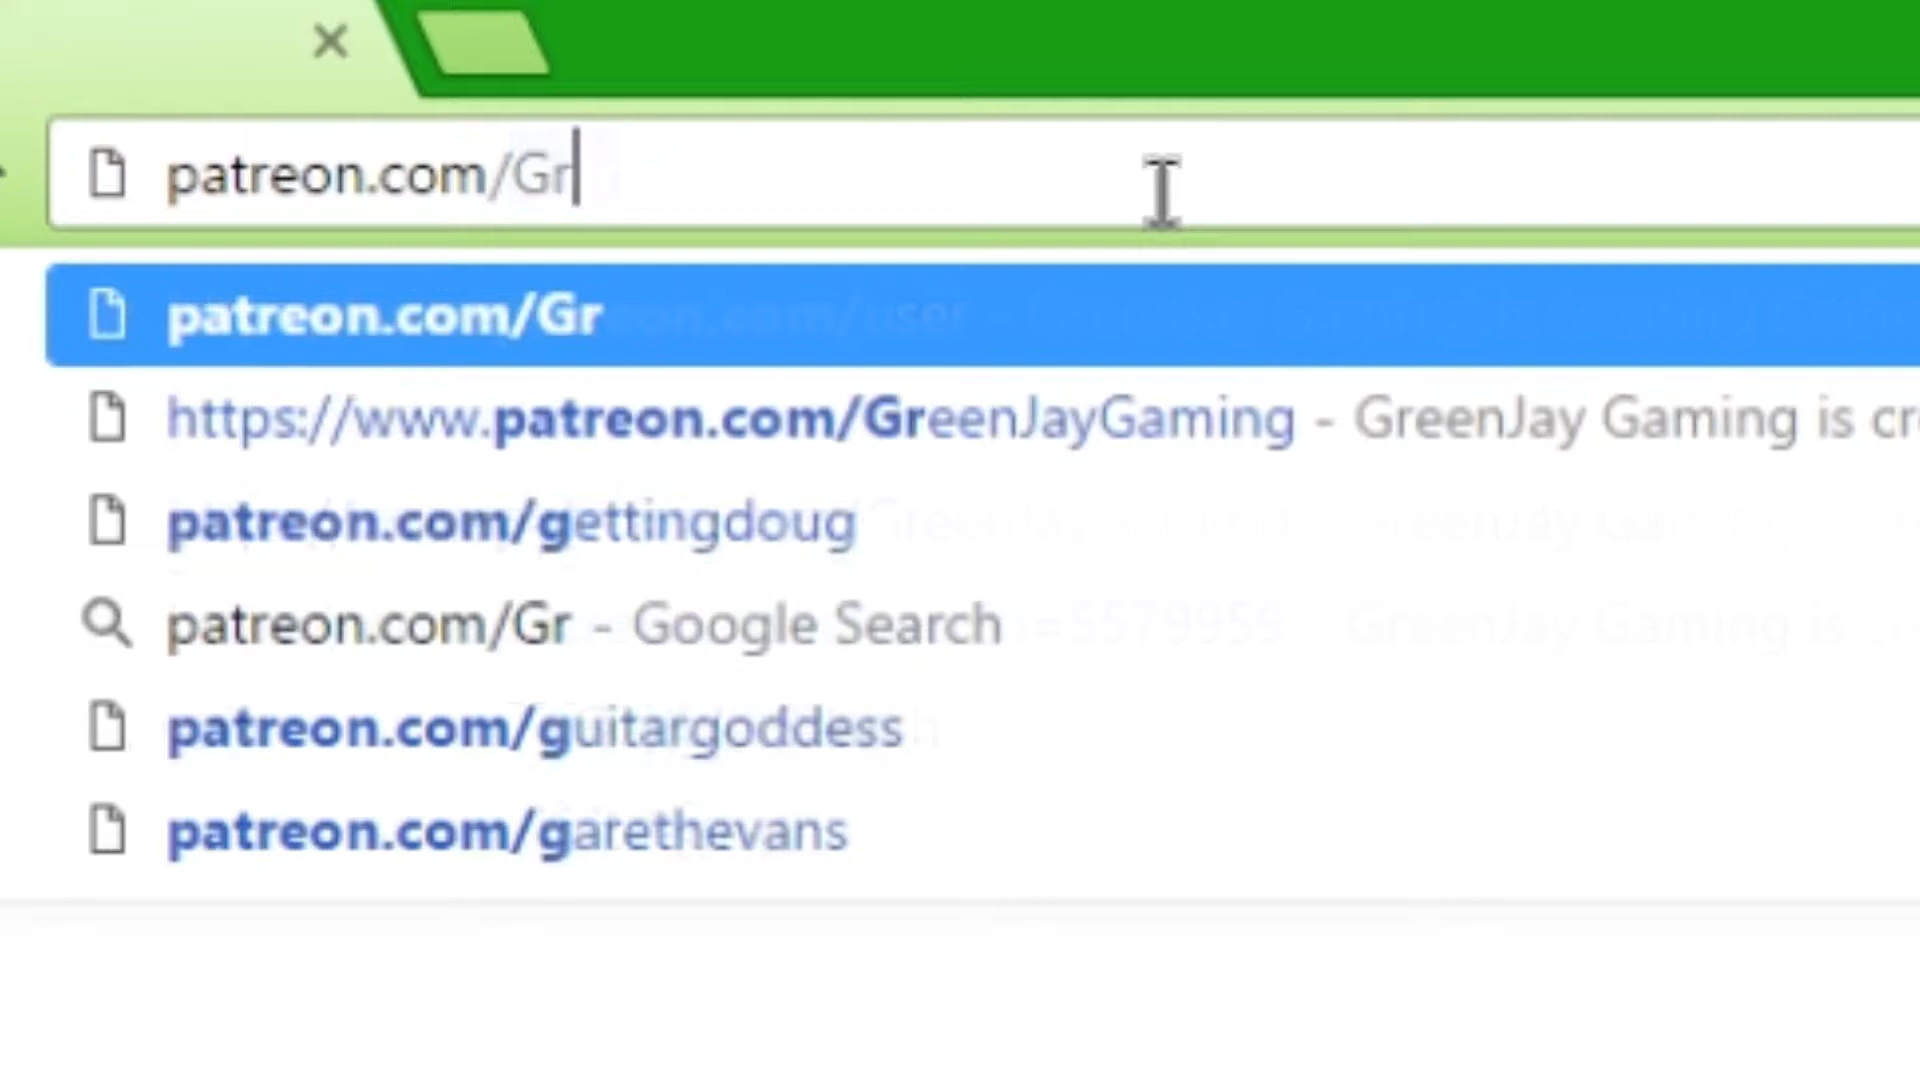 patreon.com/Gr
patreon.com/Gr
https://www.patreon.com/GreenJayGaming - GreenJay Gaming is cr
patreon.com/gettingdoug
patreon.com/Gr - Google Search
patreon.com/guitargoddess
patreon.com/garethevans